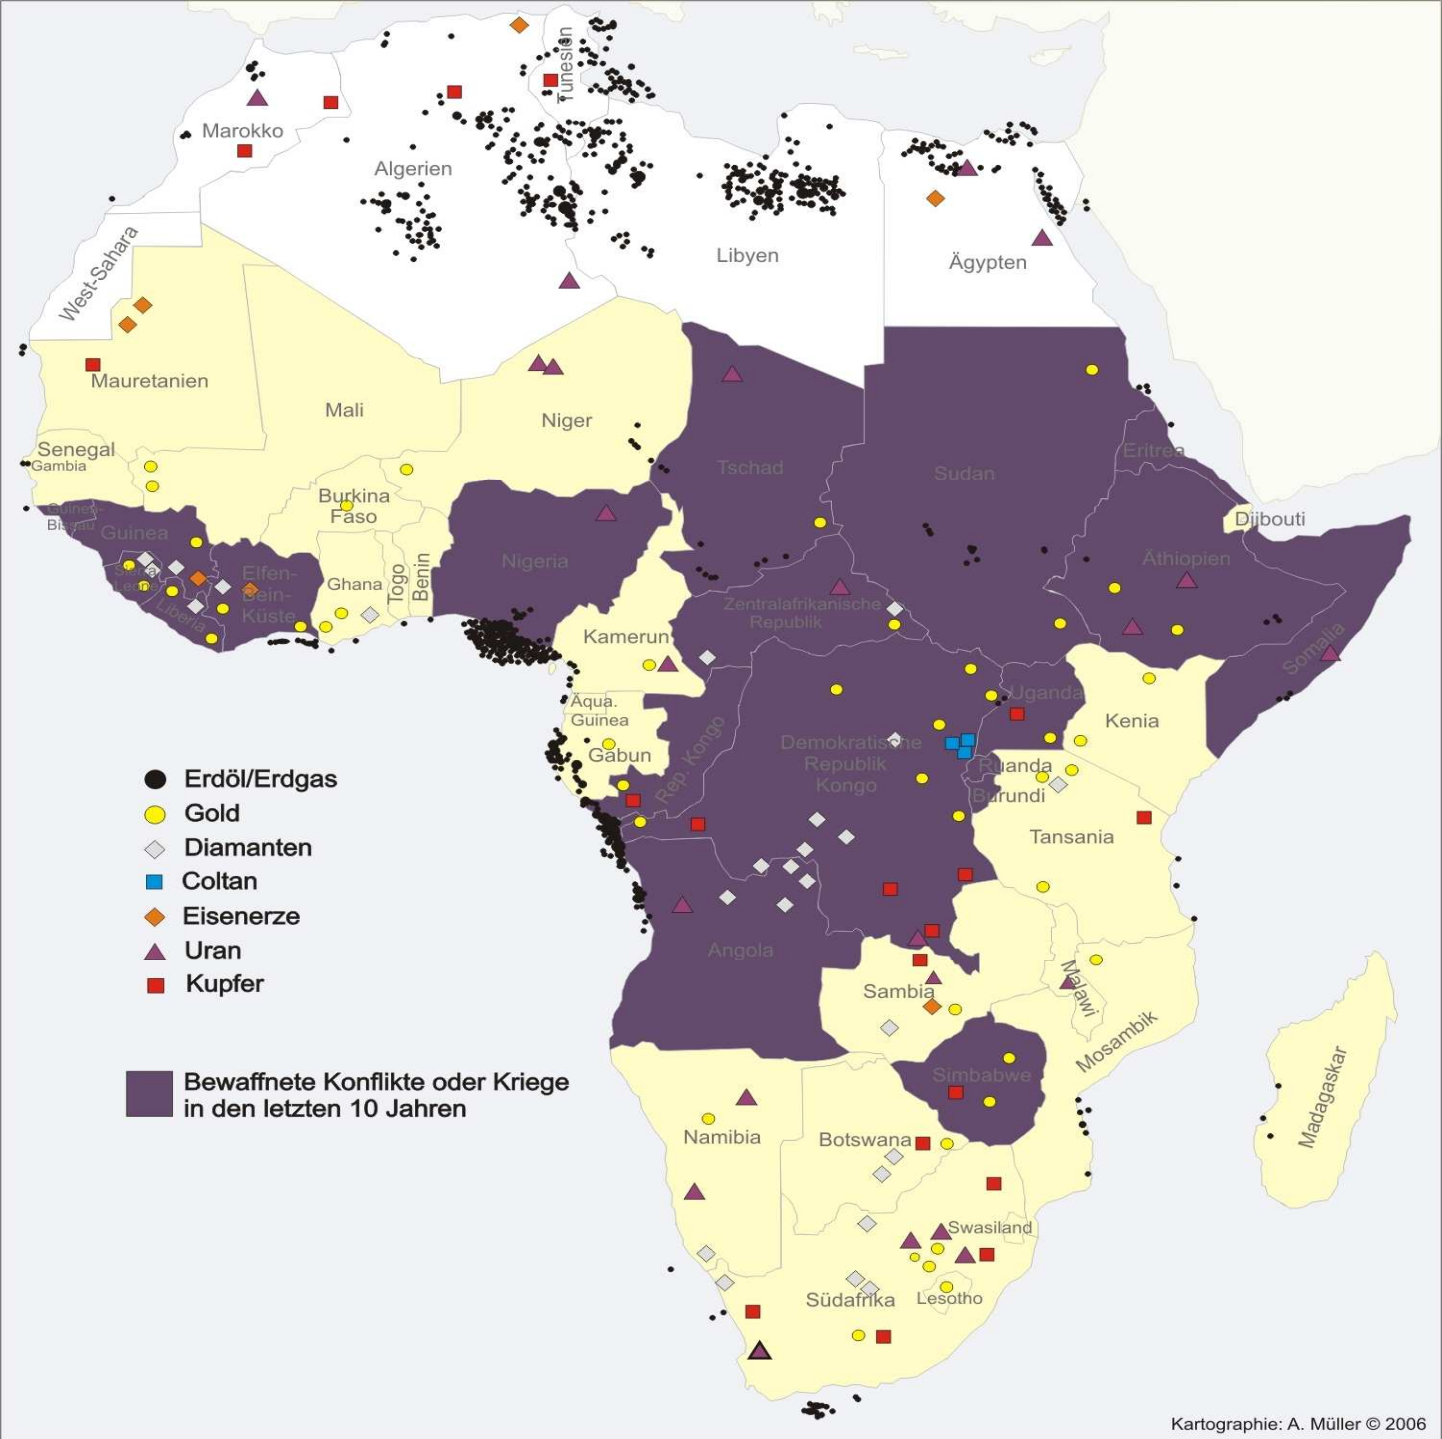 Tunesien
Marokko
Algerien
Libyen
Ägypten
West-Sahara
Mauretanien
Mali
Niger
Tschad
Sudan
Eritrea
Senegal
Gambia
Burkina
Faso
Guinea-
Bissau
Guinea
Djibouti
Äthiopien
Nigeria
Elfen-
Bein-
Küste
Ghana
Togo
Benin
Sierra
Leone
Liberia
Zentralafrikanische
Republik
Kamerun
Somalia
Uganda
Kenia
Äqua.
Guinea
Gabun
Rep. Kongo
Demokratische
Republik
Kongo
Ruanda
Burundi
Tansania
Erdöl/Erdgas
Gold
Diamanten
Coltan
Eisenerze
Uran
Kupfer
Angola
Sambia
Malawi
Mosambik
Madagaskar
Simbabwe
Bewaffnete Konflikte oder Kriege
in den letzten 10 Jahren
Namibia
Botswana
Swasiland
Südafrika
Lesotho
Kartographie: A. Müller © 2006